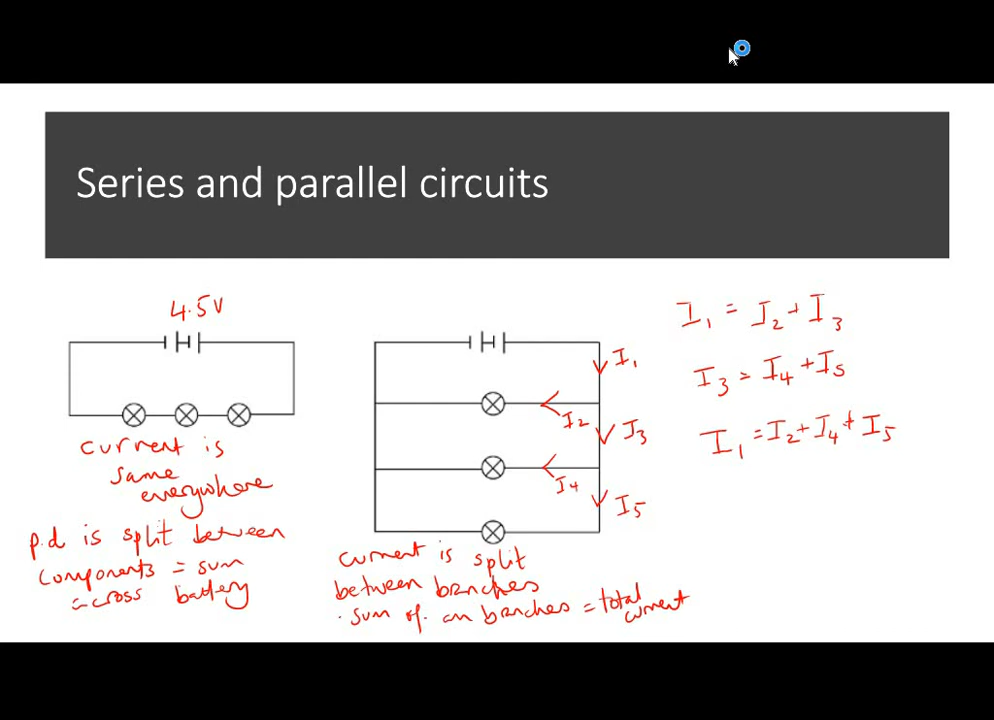 Series and parallel circuits
4.5V
current is
same
everywhere
p.d is split between
components = sum
across battery
I1
I2
I3
I4
I5
current is split
between branches
· sum of. all branches = total
current
I1 = I2 + I3
I3 = I4 + I5
I1 = I2 + I4 + I5